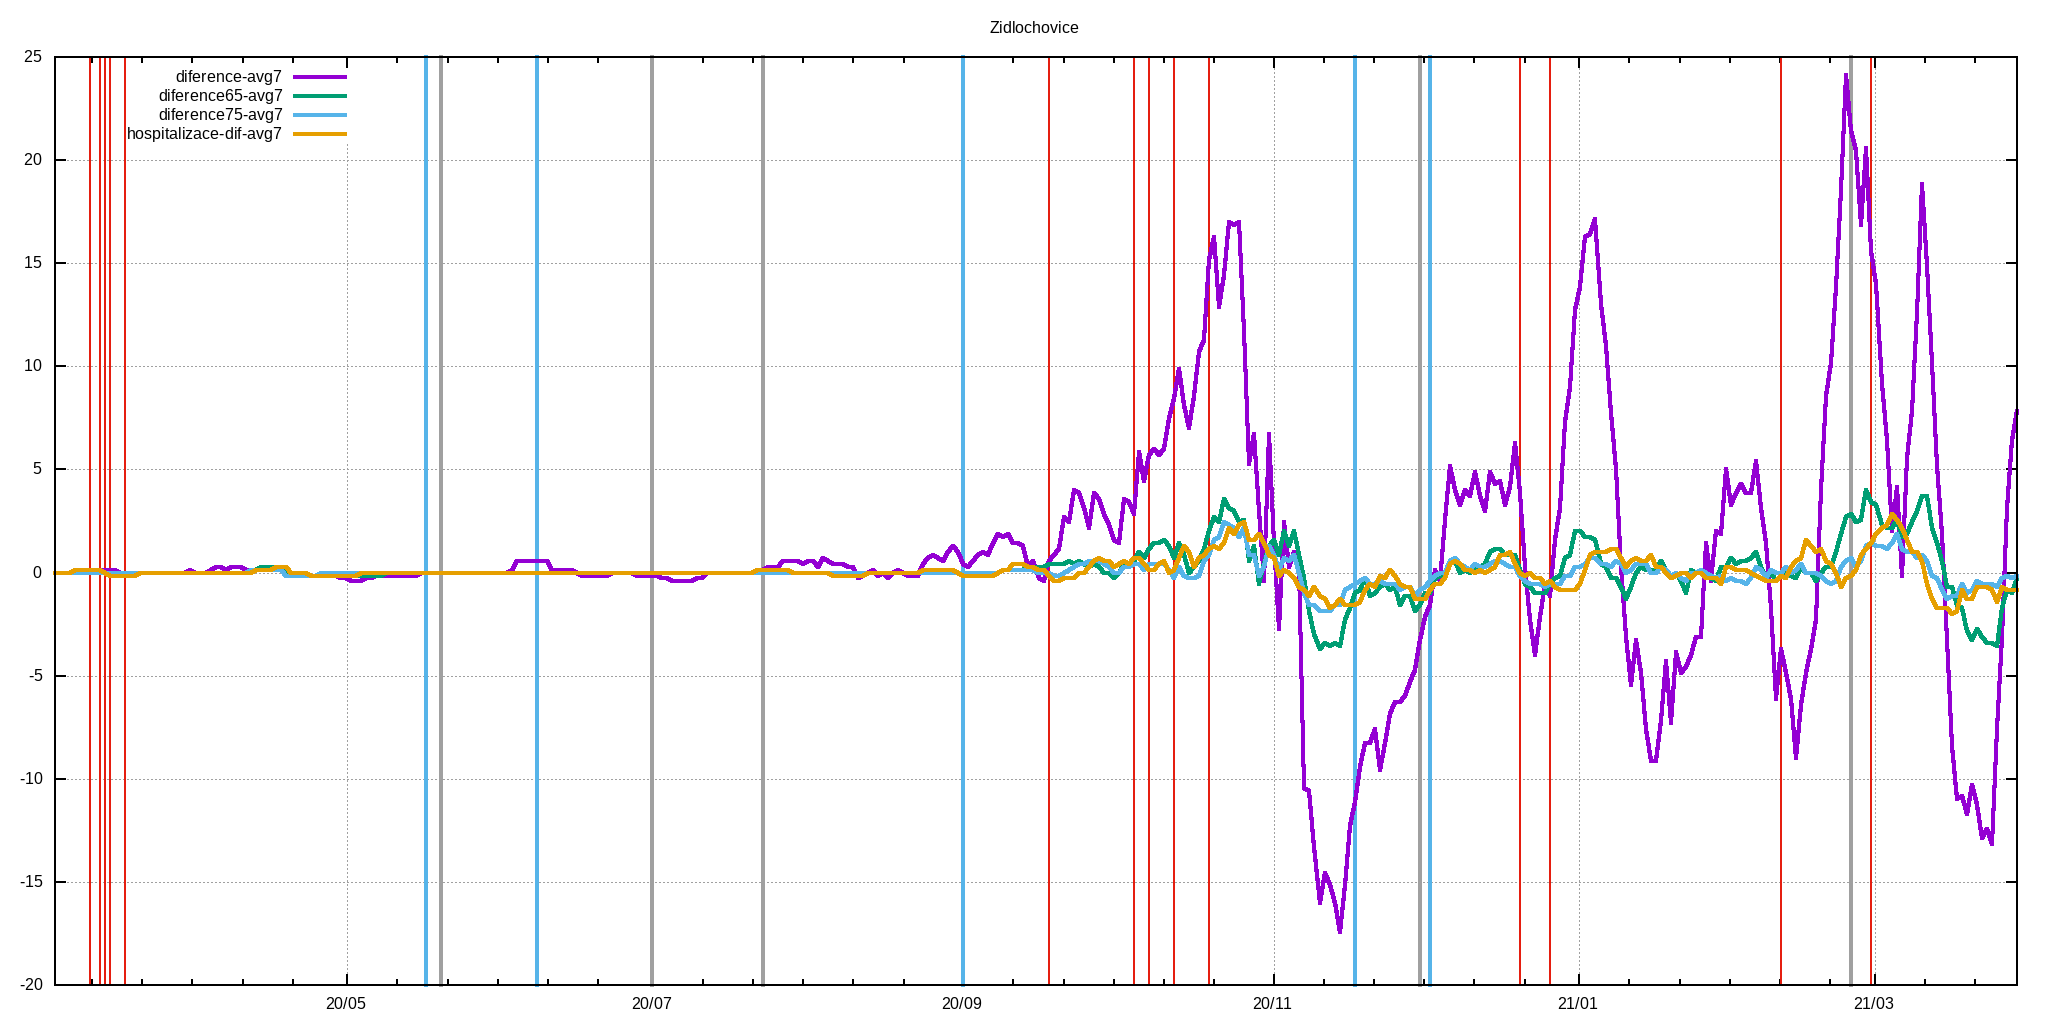 Zidlochovice
diference-avg7
diference65-avg7
diference75-avg7
hospitalizace-dif-avg7
25
20
15
10
5
0
-5
-10
-15
-20
20/05 20/07 20/09 20/11 21/01 21/03